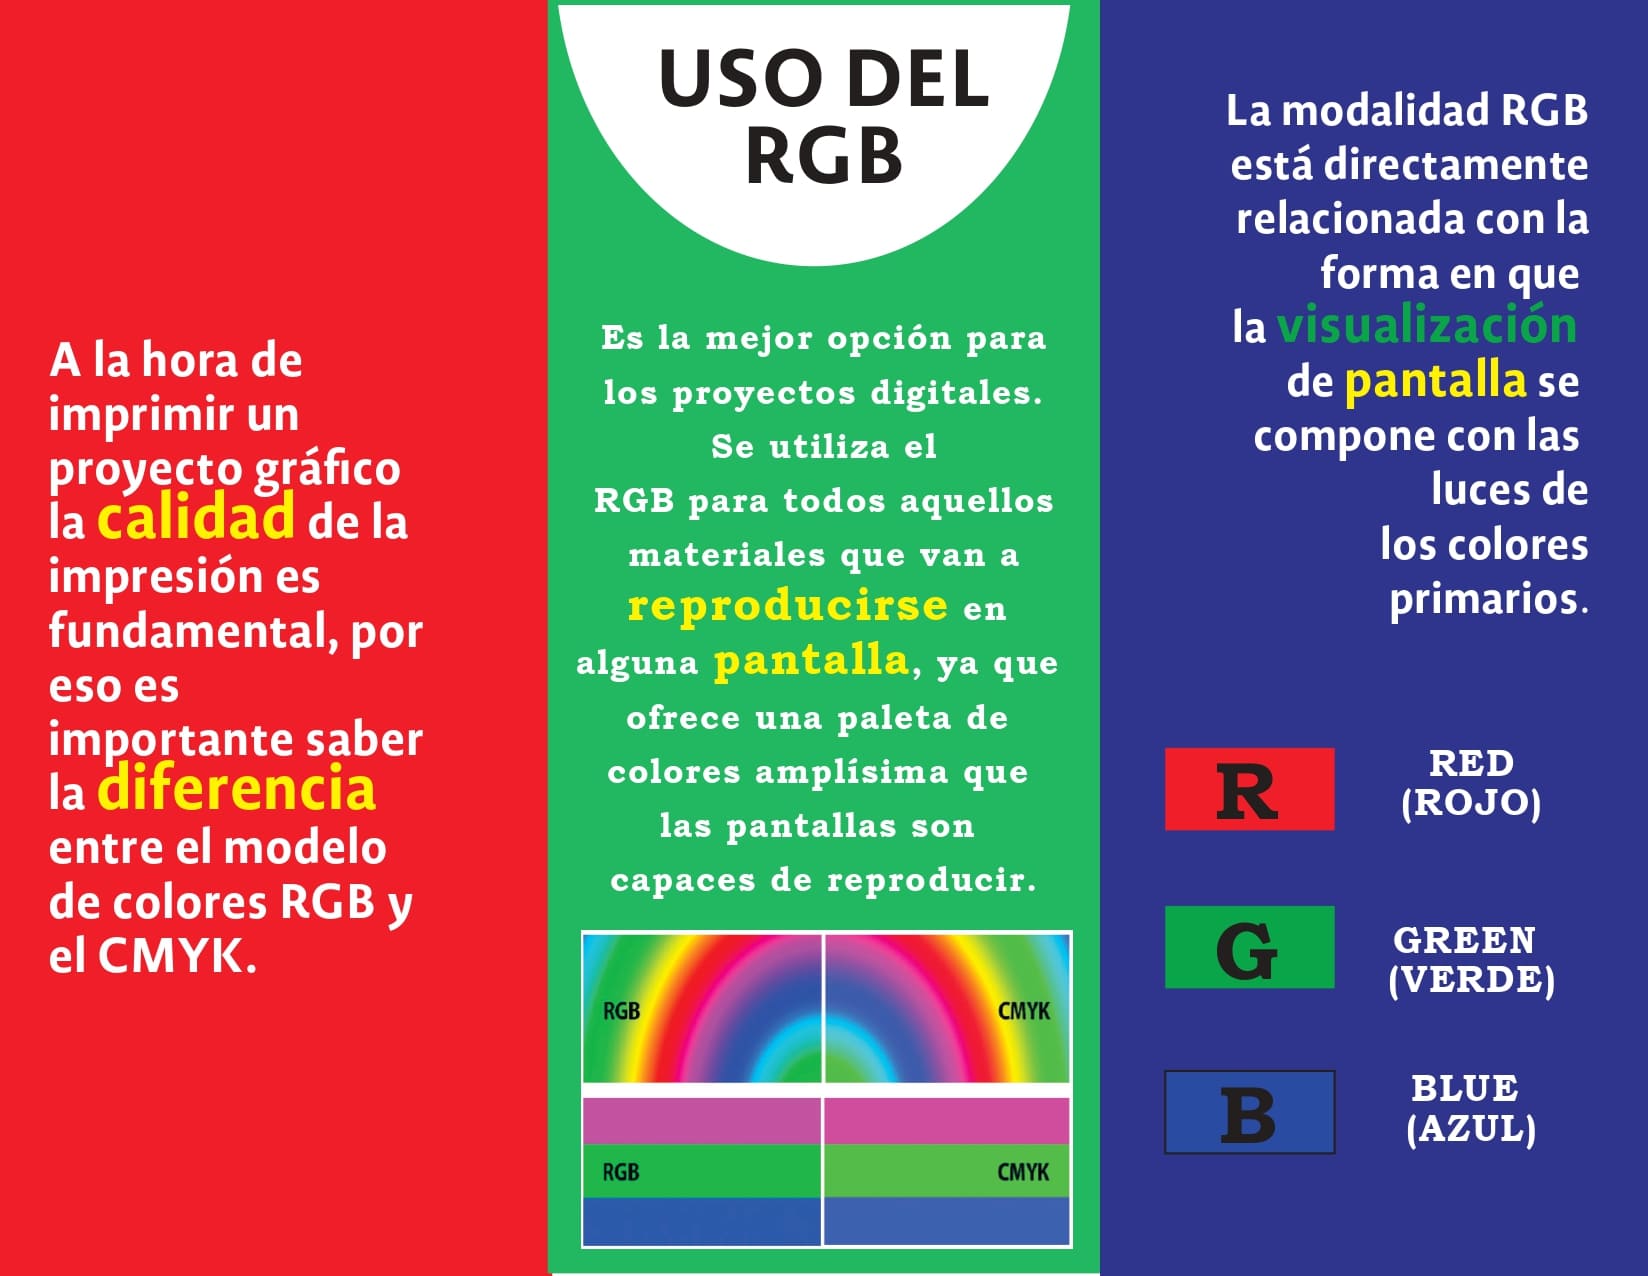 A la hora de
imprimir un
proyecto gráfico
la calidad de la
impresión es
fundamental, por
eso es
importante saber
la diferencia
entre el modelo
de colores RGB y
el CMYK.
USO DEL
RGB
Es la mejor opción para
los proyectos digitales.
Se utiliza el
RGB para todos aquellos
materiales que van a
reproducirse en
alguna pantalla, ya que
ofrece una paleta de
colores amplísima que
las pantallas son
capaces de reproducir.
RGB CMYK
RGB CMYK
La modalidad RGB
está directamente
relacionada con la
forma en que
la visualización
de pantalla se
compone con las
luces de
los colores
primarios.
R RED
(ROJO)
G GREEN
(VERDE)
B BLUE
(AZUL)